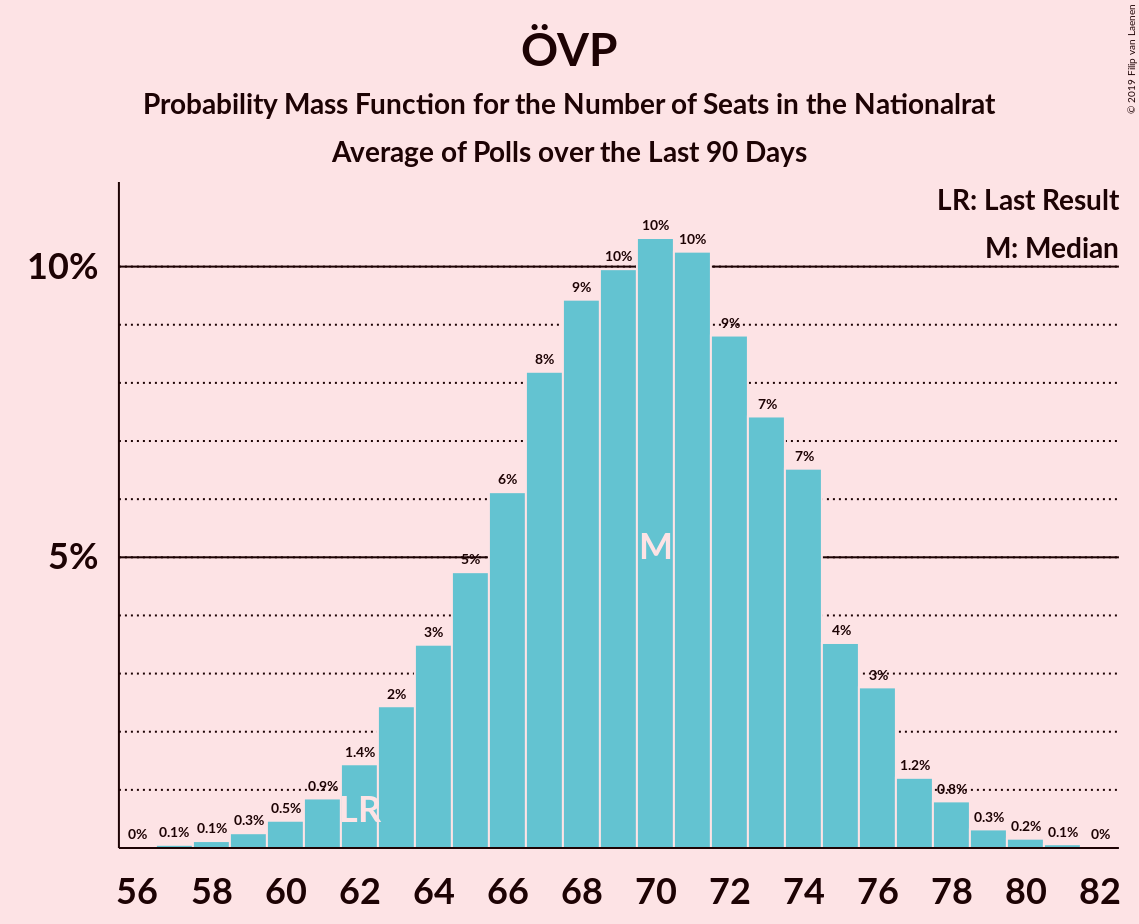 ÖVP
Probability Mass Function for the Number of Seats in the Nationalrat
Average of Polls over the Last 90 Days
© 2019 Filip van Laenen
LR: Last Result
M: Median
10%
5%
0% 0.1% 0.1% 0.3% 0.5% 0.9% 1.4% 2% 3% 5% 6% 8% 9% 10% 10% 10% 9% 7% 7% 4% 3% 1.2% 0.8% 0.3% 0.2% 0.1% 0%
M
LR
56 58 60 62 64 66 68 70 72 74 76 78 80 82